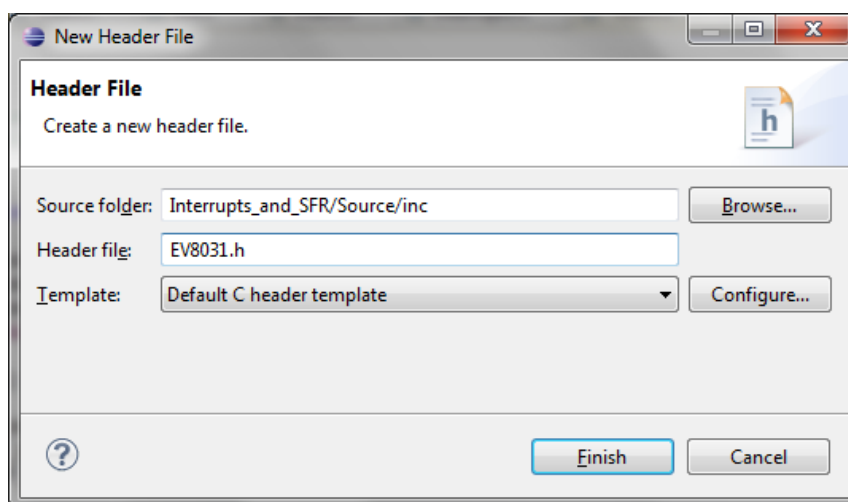 New Header File
Header File
Create a new header file.
h
Source folder: Interrupts_and_SFR/Source/inc Browse...
Header file: EV8031.h
Template: Default C header template Configure...
? Finish Cancel